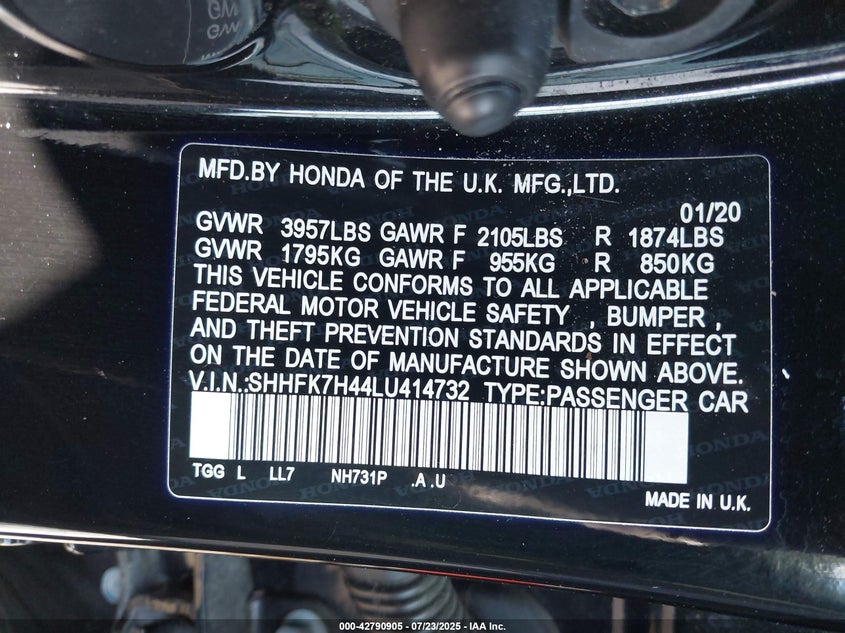 MFD.BY HONDA OF THE U.K. MFG.,LTD.
01/20
GVWR 3957LBS GAWR F 2105LBS R 1874LBS
GVWR 1795KG GAWR F 955KG R 850KG
THIS VEHICLE CONFORMS TO ALL APPLICABLE
FEDERAL MOTOR VEHICLE SAFETY , BUMPER ,
AND THEFT PREVENTION STANDARDS IN EFFECT
ON THE DATE OF MANUFACTURE SHOWN ABOVE.
V.I.N.:SHHFK7H44LU414732 TYPE:PASSENGER CAR
TGG L LL7 NH731P .A .U
MADE IN U.K.
000-42790905 - 07/23/2025 - IAA Inc.